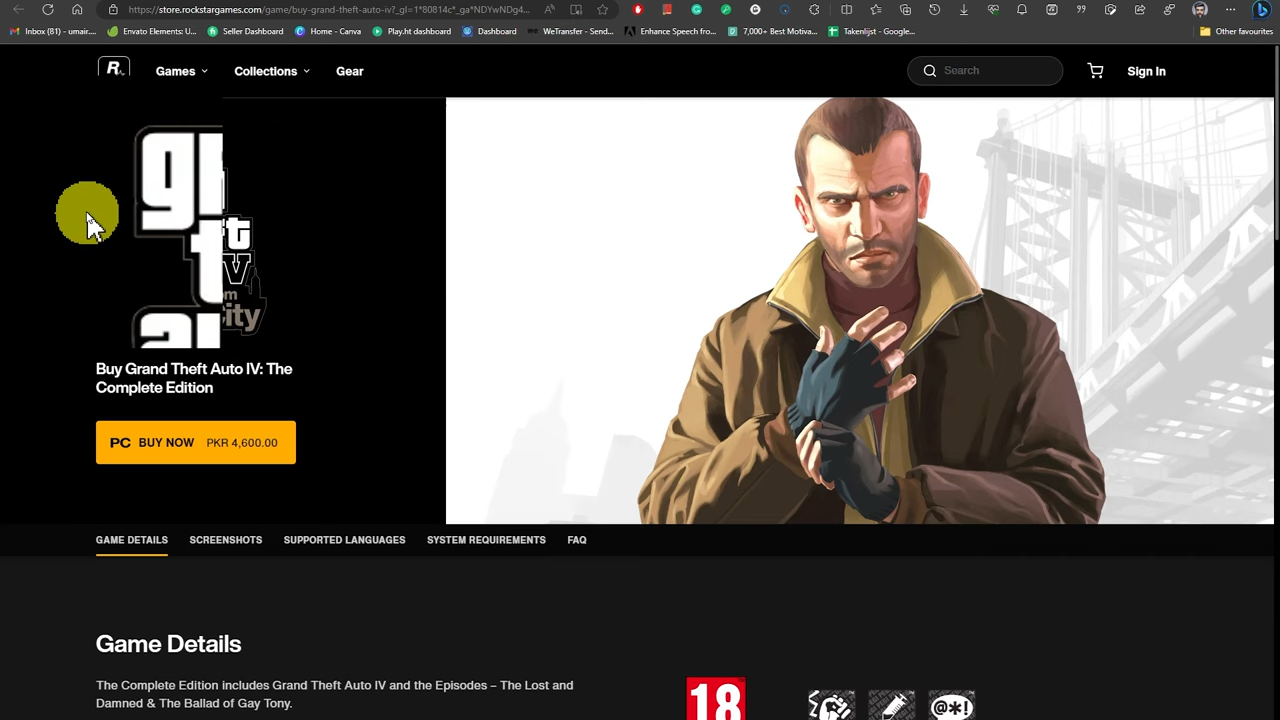 https://store.rockstargames.com/game/buy-grand-theft-auto-iv?_gl=1*80814c*_ga*NDYwNDg4...
Inbox (81) - umair....
Envato Elements: U...
Seller Dashboard
Home - Canva
Play.ht dashboard
Dashboard
WeTransfer - Send...
Enhance Speech fro...
7,000+ Best Motiva...
Takenlijst - Google...
Other favourites
R
Games
Collections
Gear
Search
Sign In
Buy Grand Theft Auto IV: The
Complete Edition
PC BUY NOW PKR 4,600.00
GAME DETAILS
SCREENSHOTS
SUPPORTED LANGUAGES
SYSTEM REQUIREMENTS
FAQ
Game Details
The Complete Edition includes Grand Theft Auto IV and the Episodes – The Lost and
Damned & The Ballad of Gay Tony.
18
@*!